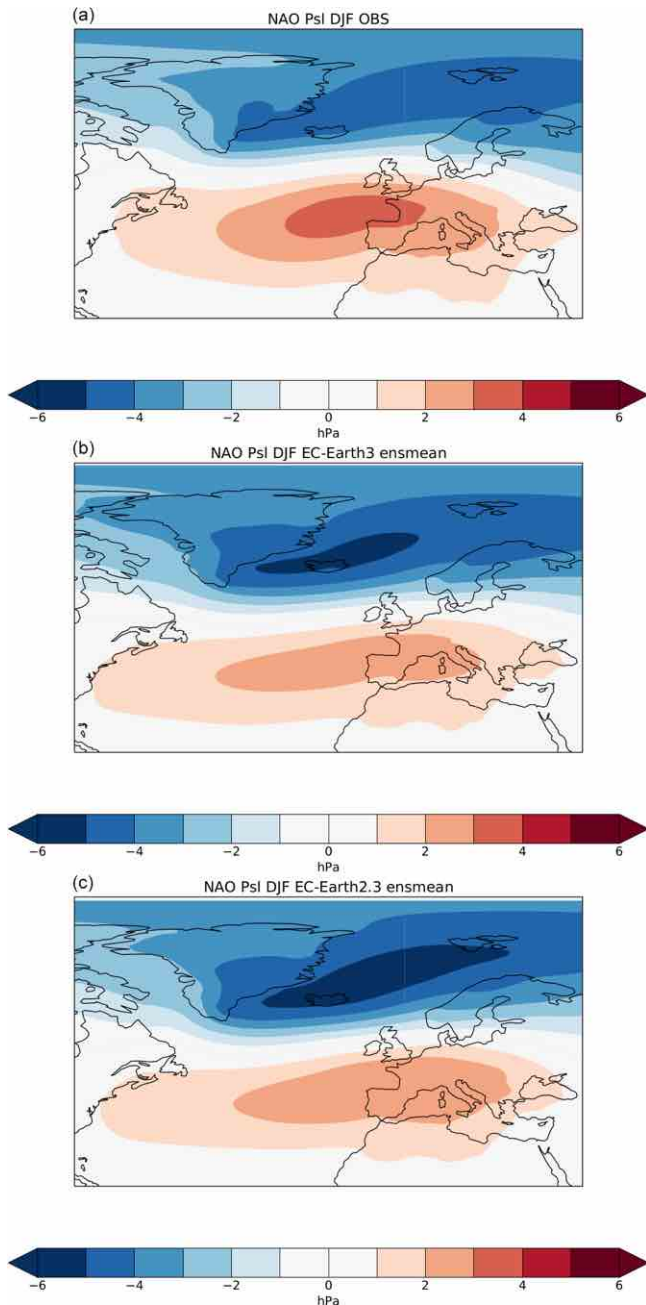 (a)
NAO Psl DJF OBS
−6 −4 −2 0 2 4 6
hPa
(b)
NAO Psl DJF EC-Earth3 ensmean
−6 −4 −2 0 2 4 6
hPa
(c)
NAO Psl DJF EC-Earth2.3 ensmean
−6 −4 −2 0 2 4 6
hPa